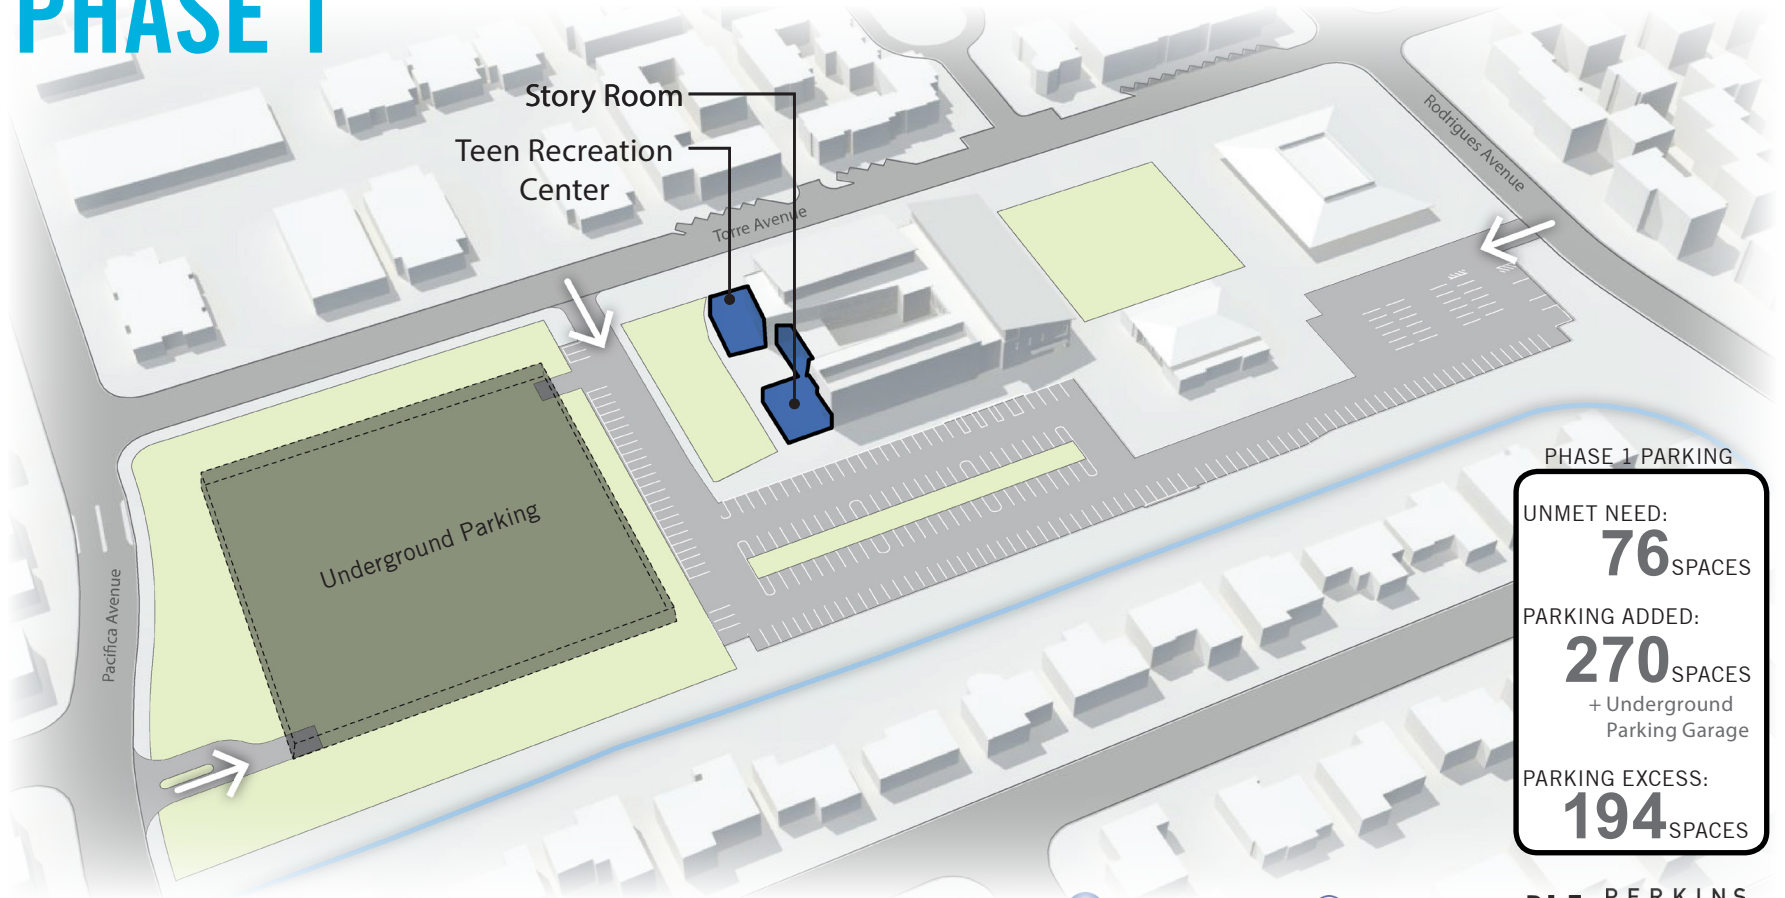 PHASE 1
Story Room
Teen Recreation
Center
Torre Avenue
Rodrigues Avenue
Underground Parking
Pacifica Avenue
PHASE 1 PARKING
UNMET NEED:
76 SPACES
PARKING ADDED:
270 SPACES
+ Underground
Parking Garage
PARKING EXCESS:
194 SPACES
PERKINS